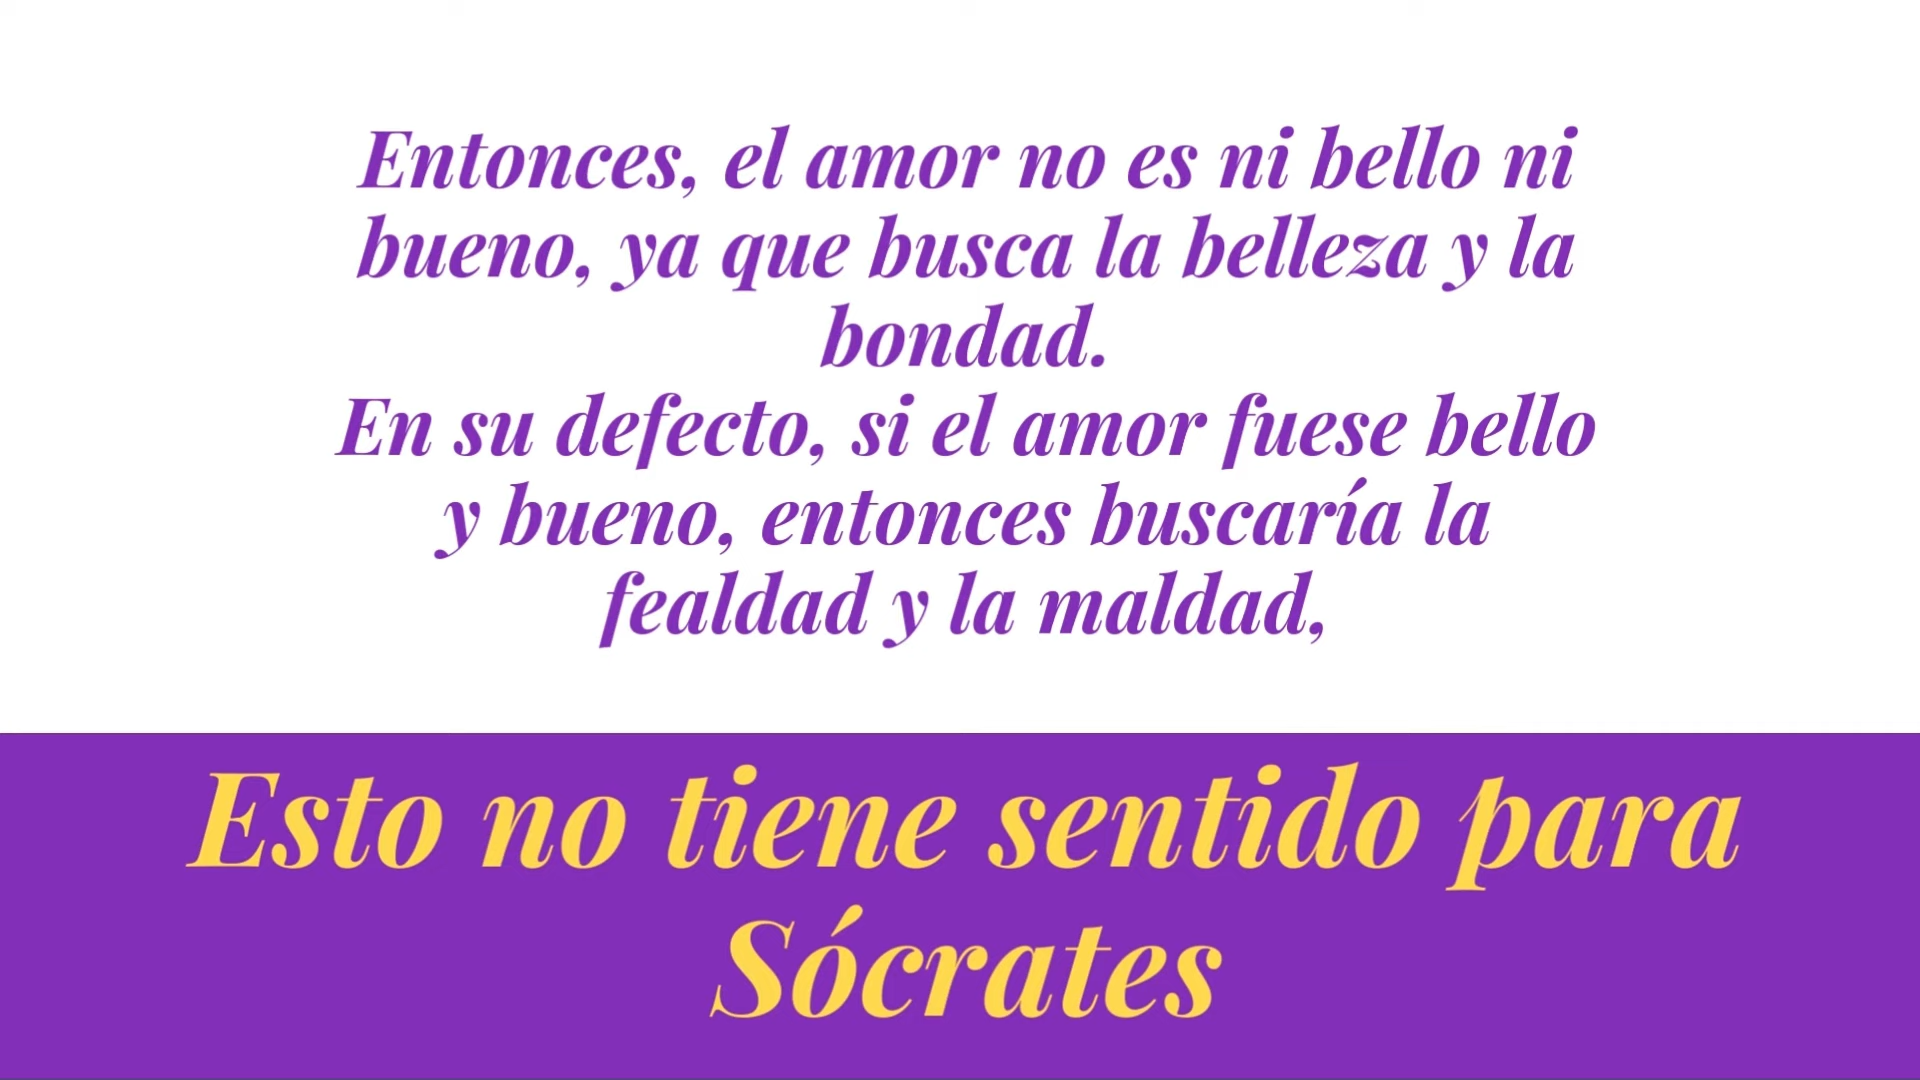 Entonces, el amor no es ni bello ni
bueno, ya que busca la belleza y la
bondad.
En su defecto, si el amor fuese bello
y bueno, entonces buscaría la
fealdad y la maldad,
Esto no tiene sentido para
Sócrates